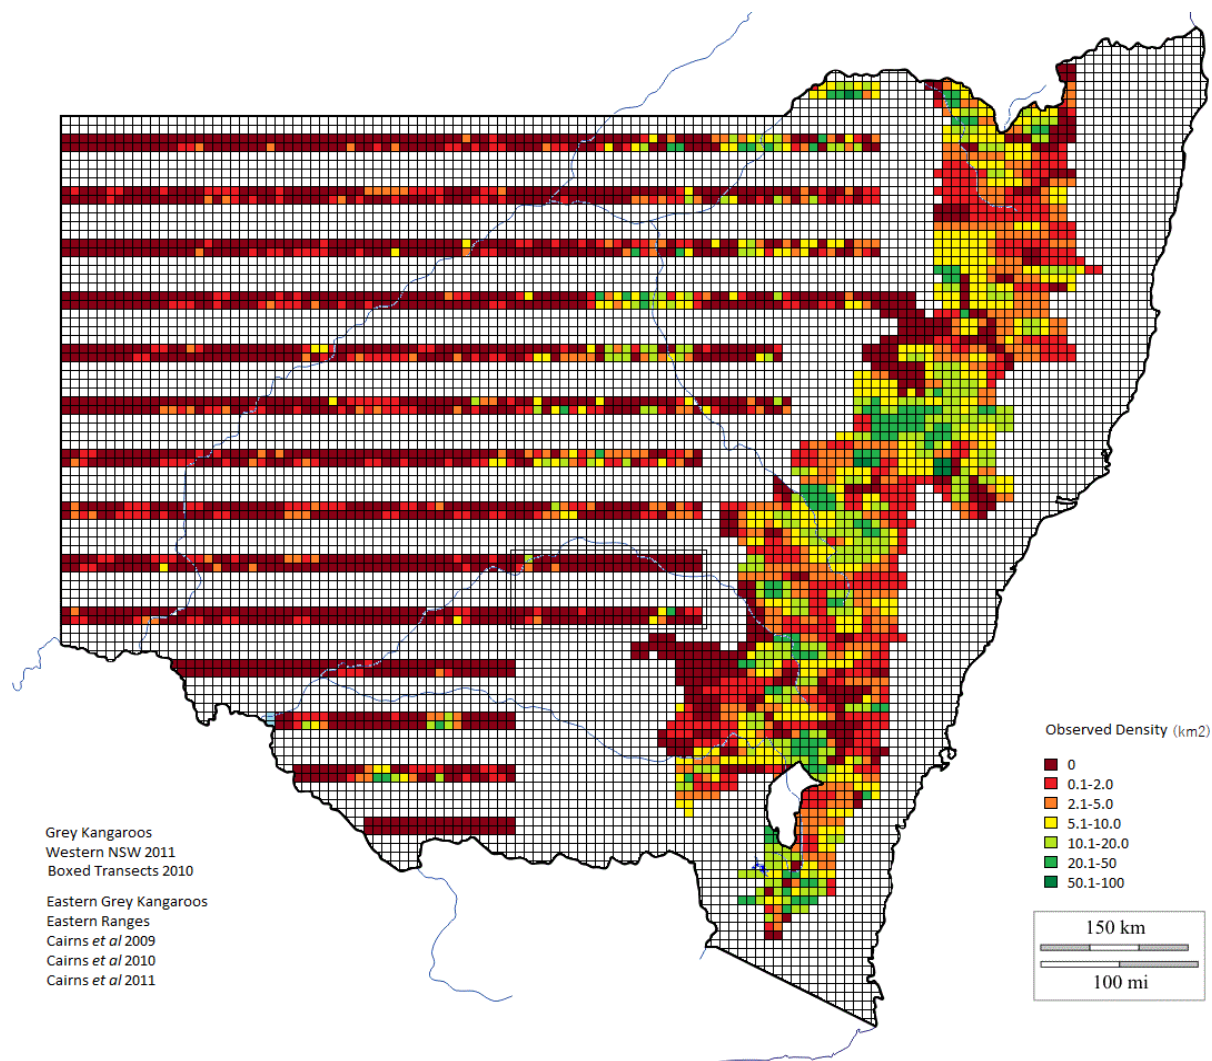 Observed Density (km2)
0
0.1-2.0
2.1-5.0
5.1-10.0
10.1-20.0
20.1-50
50.1-100
Grey Kangaroos
Western NSW 2011
Boxed Transects 2010
Eastern Grey Kangaroos
Eastern Ranges
Cairns et al 2009
Cairns et al 2010
Cairns et al 2011
150 km
100 mi